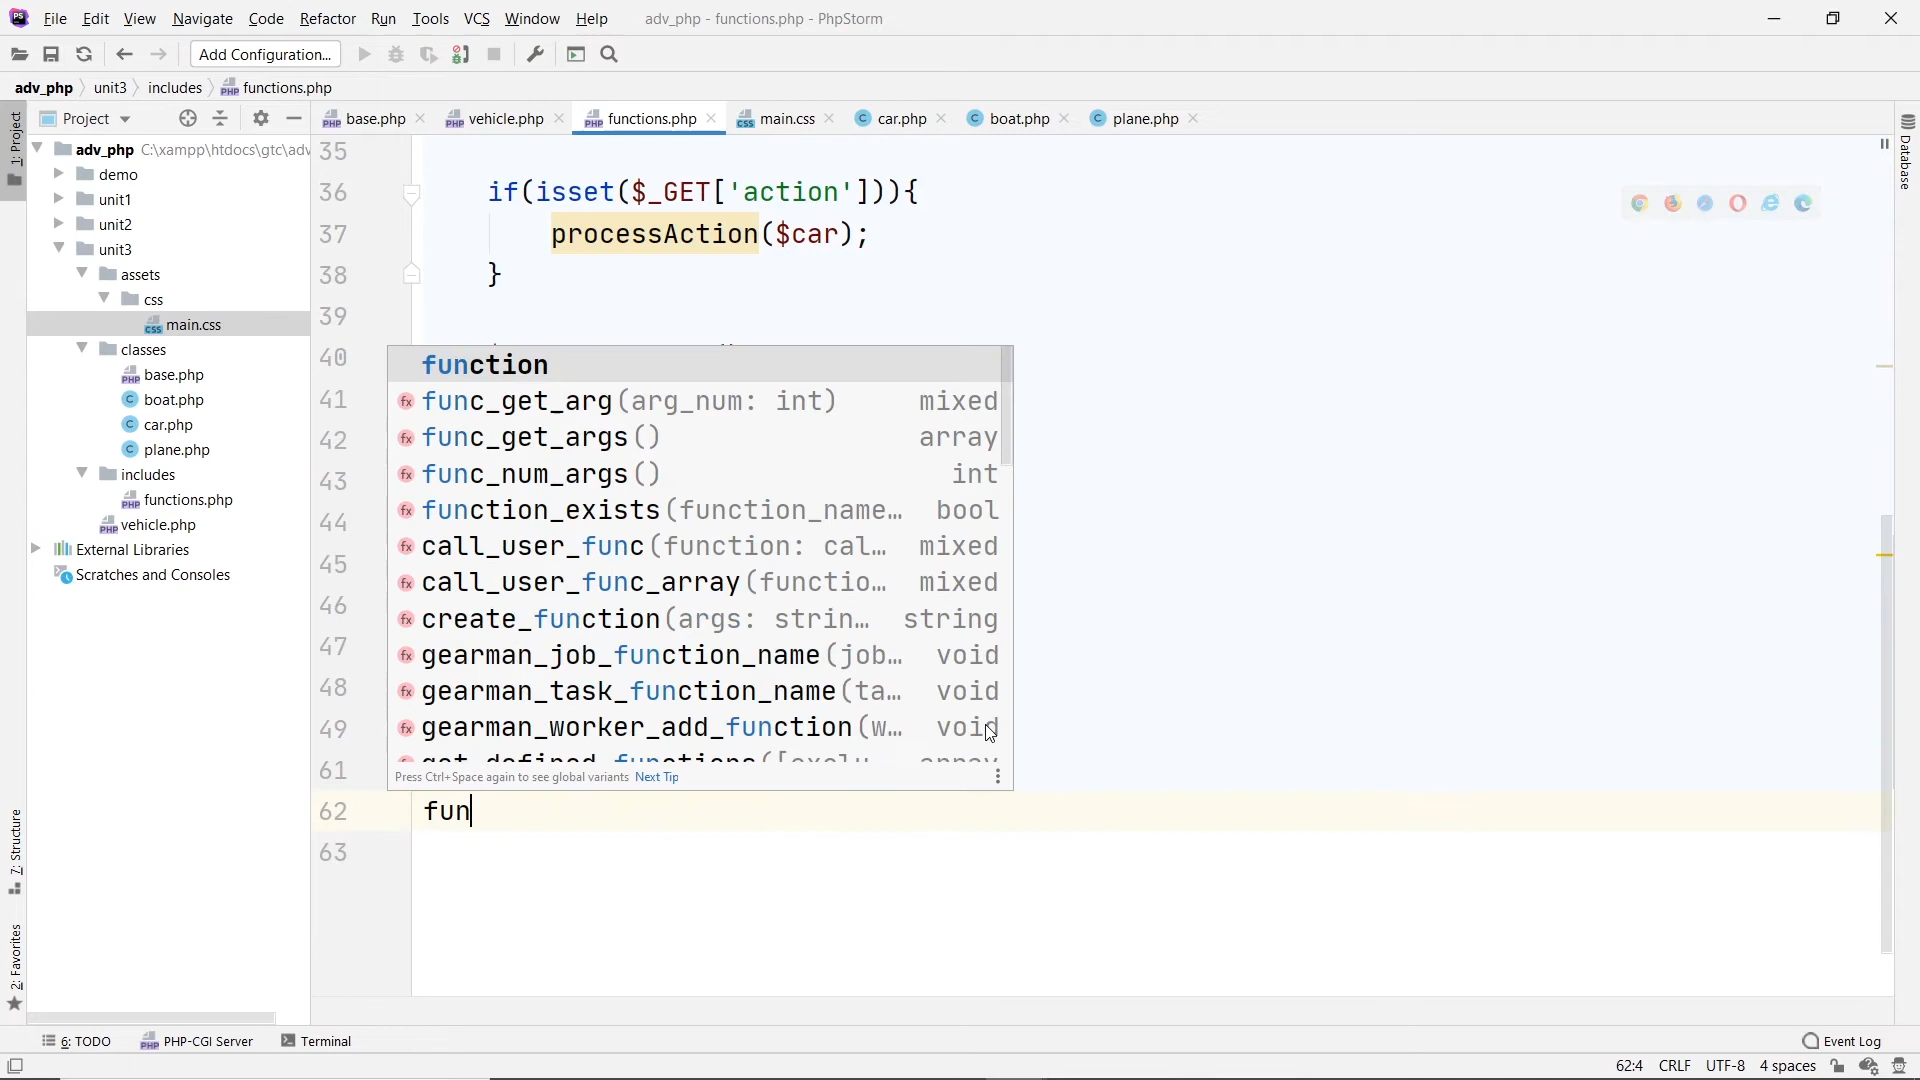 File Edit View Navigate Code Refactor Run Tools VCS Window Help adv_php - functions.php - PhpStorm
Add Configuration...
adv_php unit3 includes functions.php
1: Project
Project
base.php vehicle.php functions.php main.css car.php boat.php plane.php
Database
adv_php C:\xampp\htdocs\gtc\adv
demo
unit1
unit2
unit3
assets
css
main.css
classes
base.php
boat.php
car.php
plane.php
includes
functions.php
vehicle.php
External Libraries
Scratches and Consoles
7: Structure
2: Favorites
35
36 if(isset($_GET['action'])){
37 processAction($car);
38 }
39
40
41
42
43
44
45
46
47
48
49
61
62 fun
63
function
func_get_arg(arg_num: int) mixed
func_get_args() array
func_num_args() int
function_exists(function_name… bool
call_user_func(function: cal… mixed
call_user_func_array(functio… mixed
create_function(args: strin… string
gearman_job_function_name(job… void
gearman_task_function_name(ta… void
gearman_worker_add_function(w… void
get_defined_functions([exclu… array
Press Ctrl+Space again to see global variants Next Tip
6: TODO PHP-CGI Server Terminal Event Log
62:4 CRLF UTF-8 4 spaces